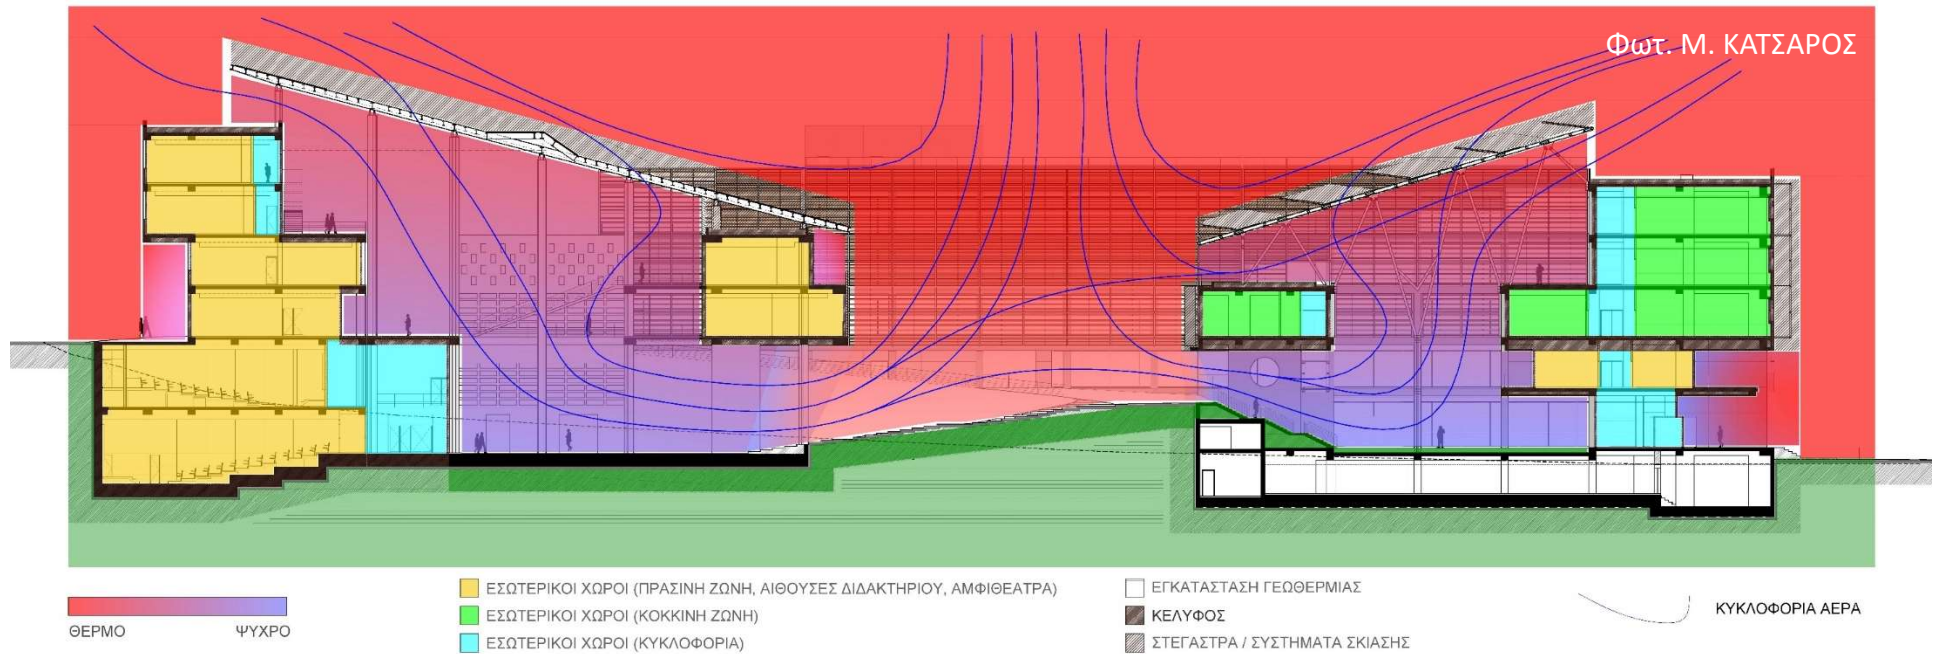 Φωτ. Μ. ΚΑΤΣΑΡΟΣ
ΘΕΡΜΟ ΨΥΧΡΟ
ΕΣΩΤΕΡΙΚΟΙ ΧΩΡΟΙ (ΠΡΑΣΙΝΗ ΖΩΝΗ, ΑΙΘΟΥΣΕΣ ΔΙΔΑΚΤΗΡΙΟΥ, ΑΜΦΙΘΕΑΤΡΑ)
ΕΣΩΤΕΡΙΚΟΙ ΧΩΡΟΙ (ΚΟΚΚΙΝΗ ΖΩΝΗ)
ΕΣΩΤΕΡΙΚΟΙ ΧΩΡΟΙ (ΚΥΚΛΟΦΟΡΙΑ)
ΕΓΚΑΤΑΣΤΑΣΗ ΓΕΩΘΕΡΜΙΑΣ
ΚΕΛΥΦΟΣ
ΣΤΕΓΑΣΤΡΑ / ΣΥΣΤΗΜΑΤΑ ΣΚΙΑΣΗΣ
ΚΥΚΛΟΦΟΡΙΑ ΑΕΡΑ